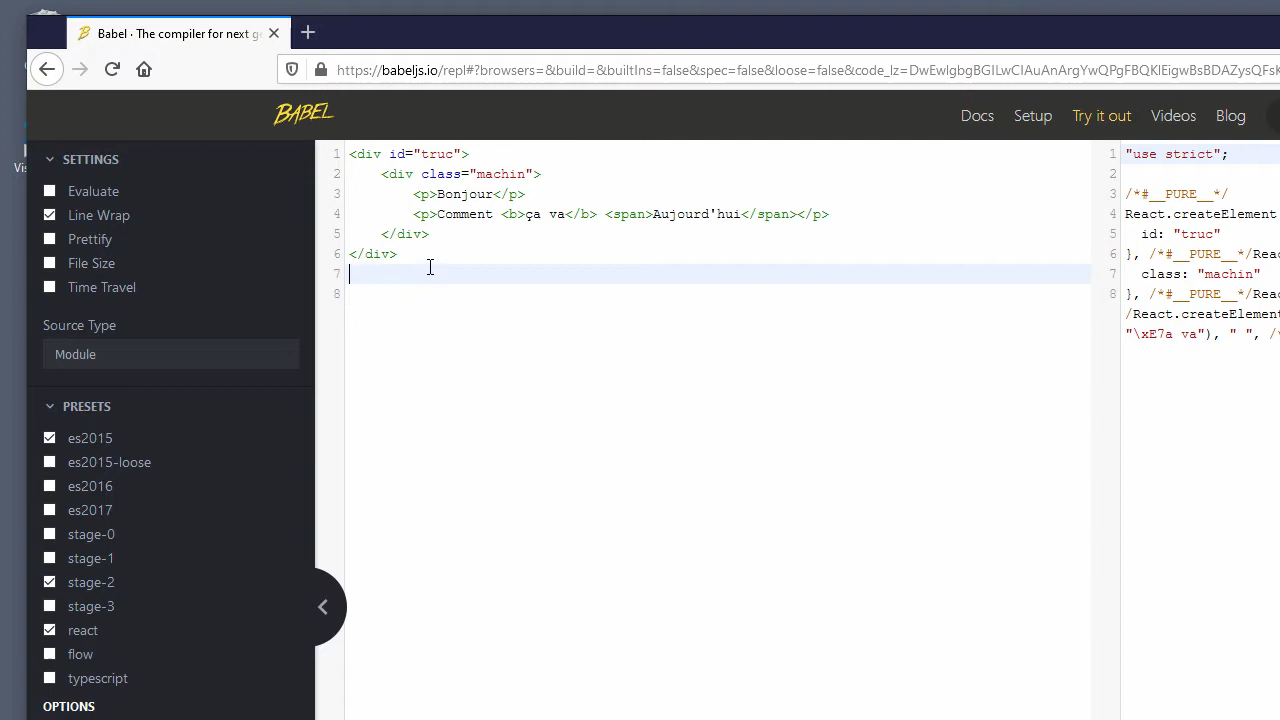 Babel · The compiler for next ge
https://babeljs.io/repl#?browsers=&build=&builtIns=false&spec=false&loose=false&code_lz=
BABEL
Docs Setup Try it out Videos Blog
SETTINGS
Evaluate
Line Wrap
Prettify
File Size
Time Travel
Source Type
Module
PRESETS
es2015
es2015-loose
es2016
es2017
stage-0
stage-1
stage-2
stage-3
react
flow
typescript
OPTIONS
1 <div id="truc">
2 <div class="machin">
3 <p>Bonjour</p>
4 <p>Comment <b>ça va</b> <span>Aujourd'hui</span></p>
5 </div>
6 </div>
7
8
1 "use strict";
2
3 /*#__PURE__*/
4 React.createElement
5 id: "truc"
6 }, /*#__PURE__*/Reac
7 class: "machin"
8 }, /*#__PURE__*/Reac
/React.createElement
"\xE7a va"), " ", /